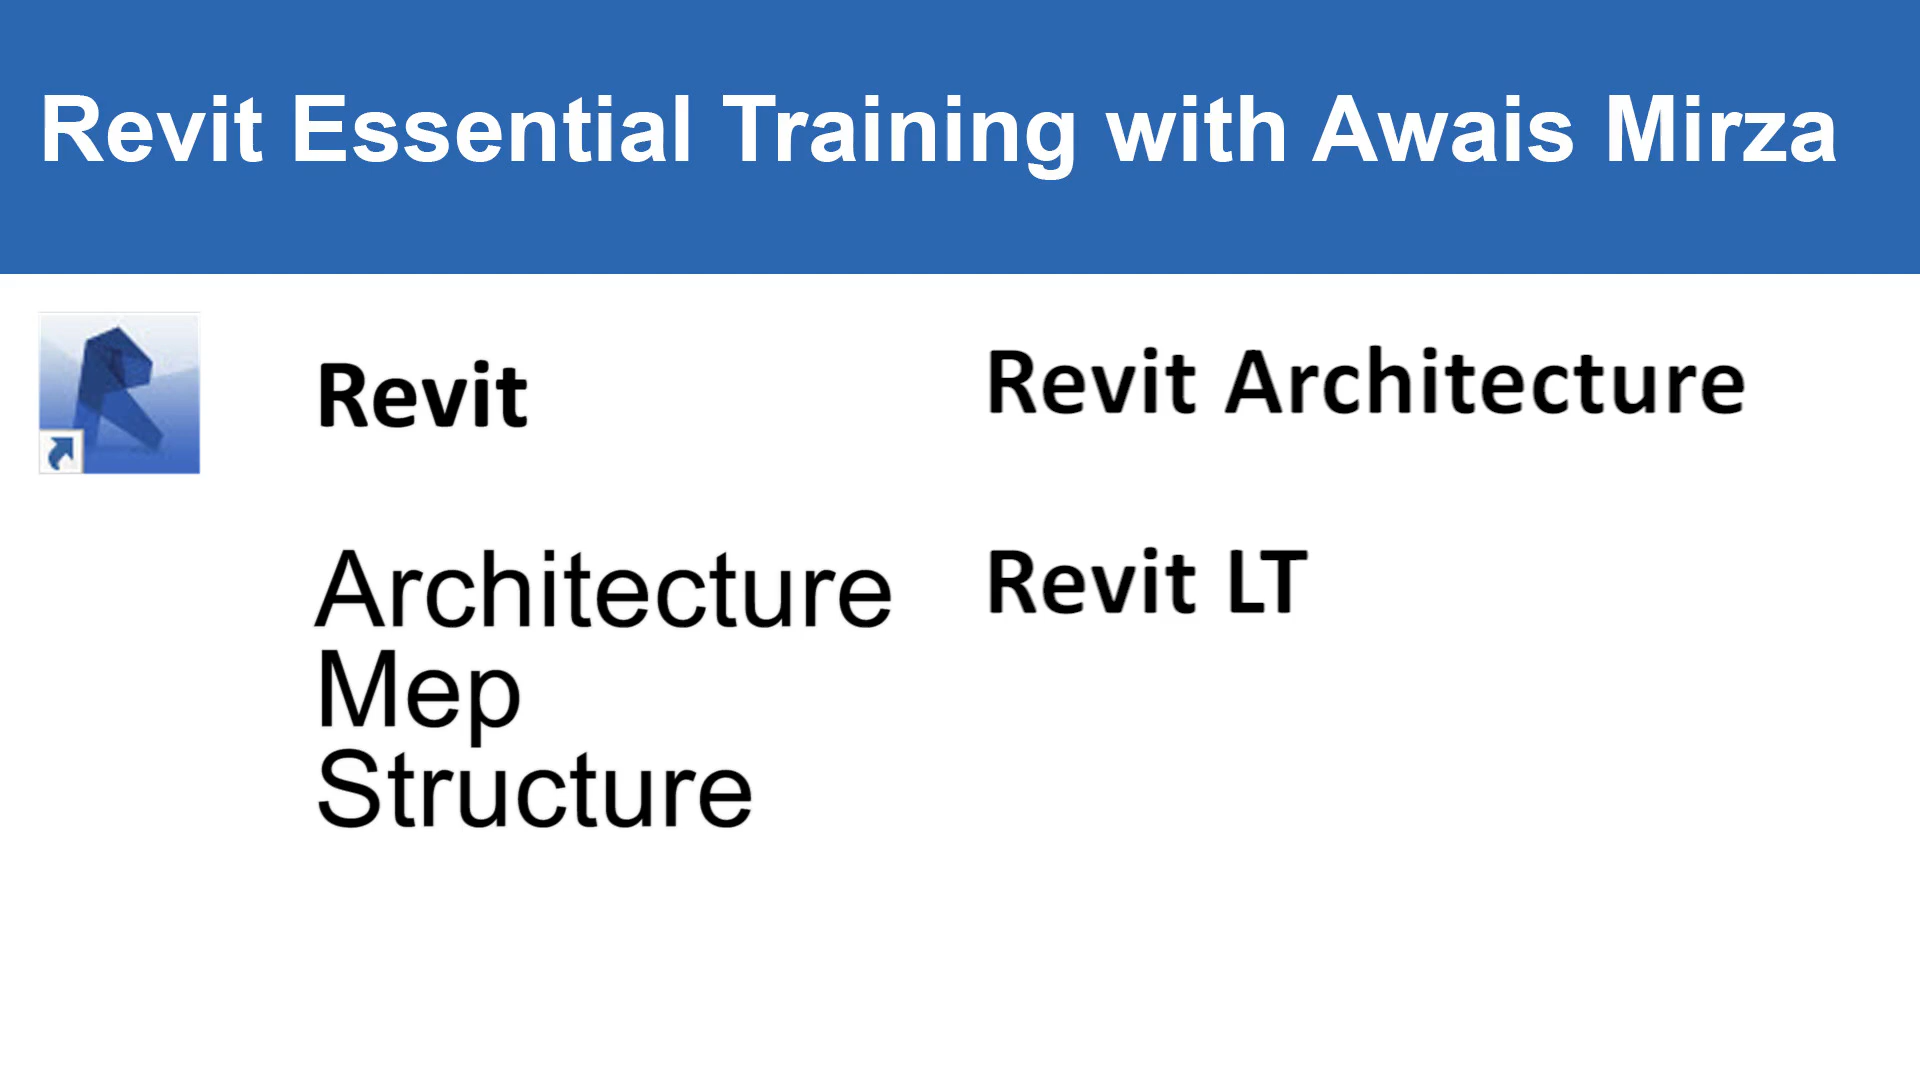 Revit Essential Training with Awais Mirza
Revit
Architecture
Mep
Structure
Revit Architecture
Revit LT